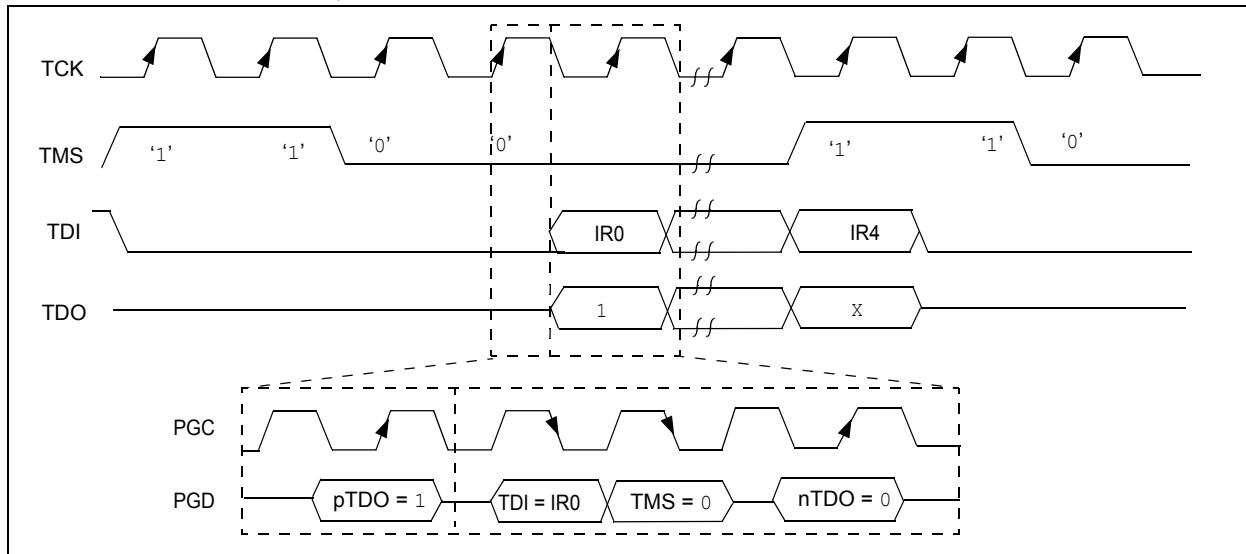 TCK
TMS ‘1’ ‘1’ ‘0’ ‘0’ ‘1’ ‘1’ ‘0’
TDI IR0 IR4
TDO 1 X
PGC
PGD pTDO = 1 TDI = IR0 TMS = 0 nTDO = 0